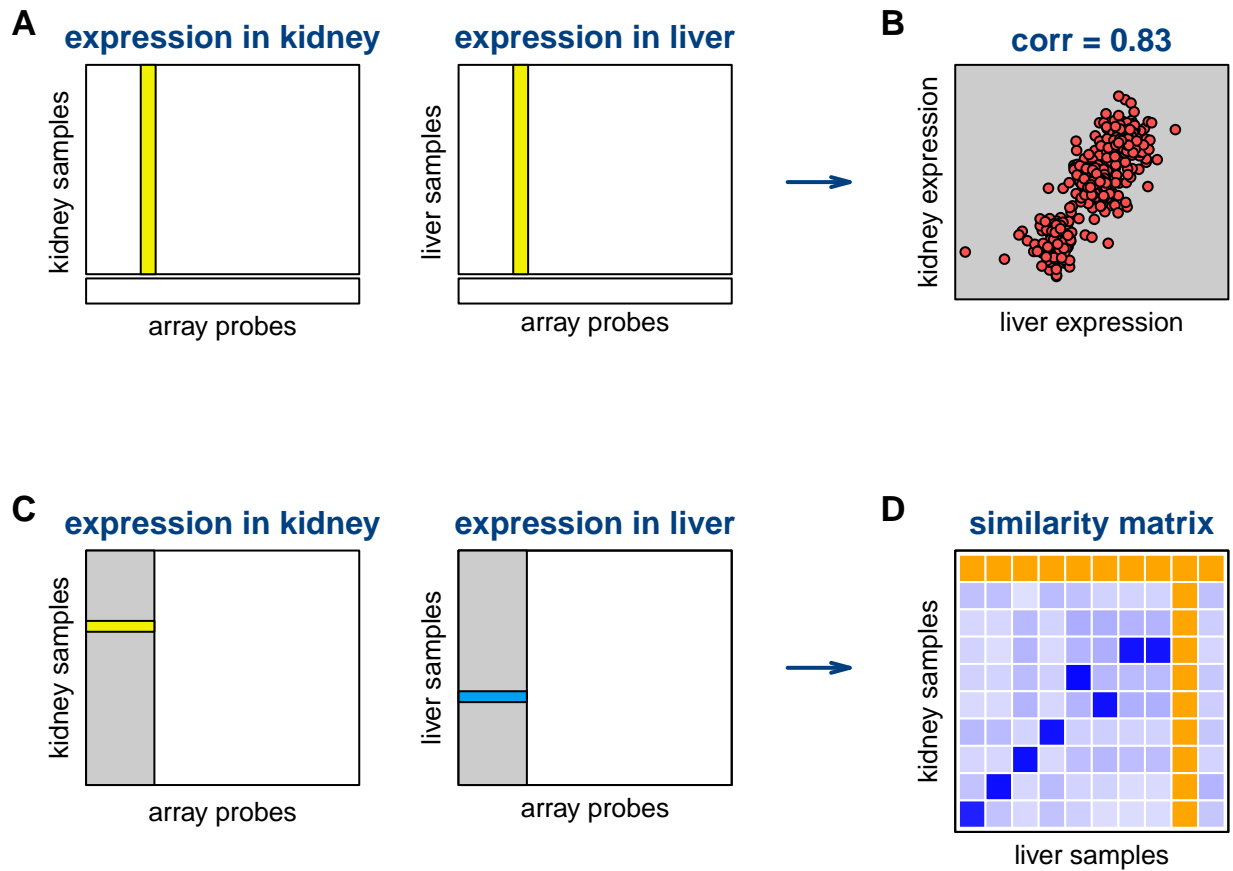 A
expression in kidney
expression in liver
B
corr = 0.83
kidney samples
liver samples
kidney expression
array probes
array probes
liver expression
C
expression in kidney
expression in liver
D
similarity matrix
kidney samples
liver samples
kidney samples
array probes
array probes
liver samples